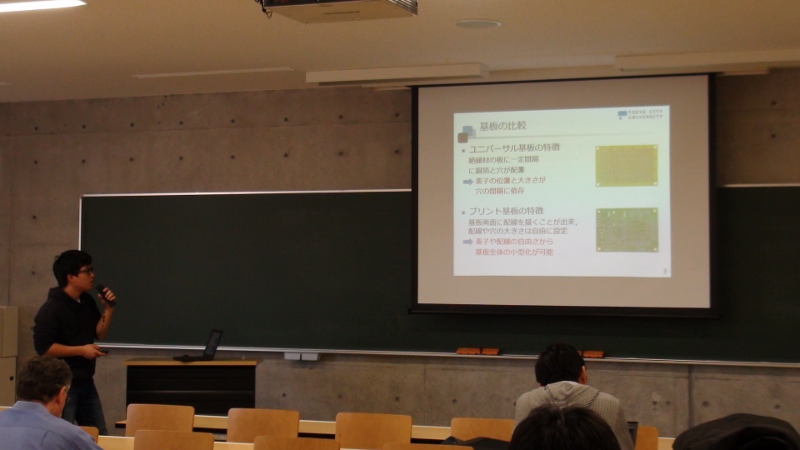 TOKYO CITY
UNIVERSITY
基板の比較
ユニバーサル基板の特徴
絶縁材の板に一定間隔
に銅箔と穴が配置
素子の位置と大きさが
穴の間隔に依存
プリント基板の特徴
基板両面に配線を描くことが出来、
配線や穴の大きさは自由に設定
素子や配線の自由さから
基板全体の小型化が可能